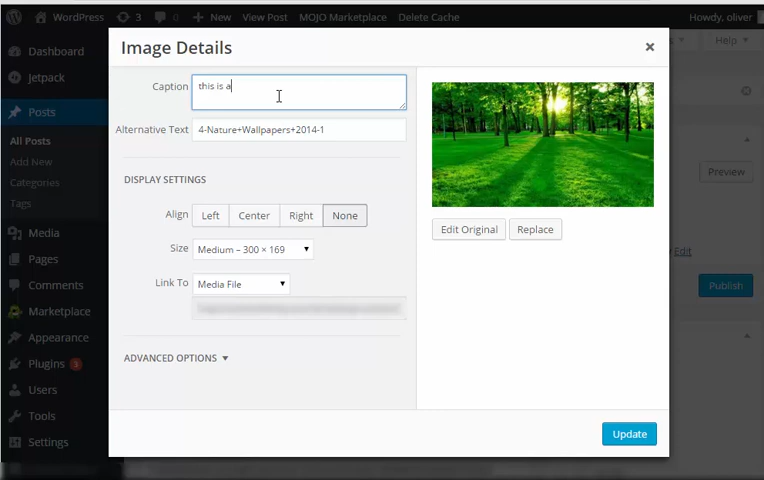 WordPress 3 0 + New View Post MOJO Marketplace Delete Cache Howdy, oliver
Help
Dashboard
Jetpack
Posts
All Posts
Add New
Categories
Tags
Media
Pages
Comments
Marketplace
Appearance
Plugins 3
Users
Tools
Settings
Image Details
Caption this is a
Alternative Text 4-Nature+Wallpapers+2014-1
DISPLAY SETTINGS
Align Left Center Right None
Size Medium – 300 × 169
Link To Media File
ADVANCED OPTIONS
Edit Original Replace
Update
Preview
Edit
Publish